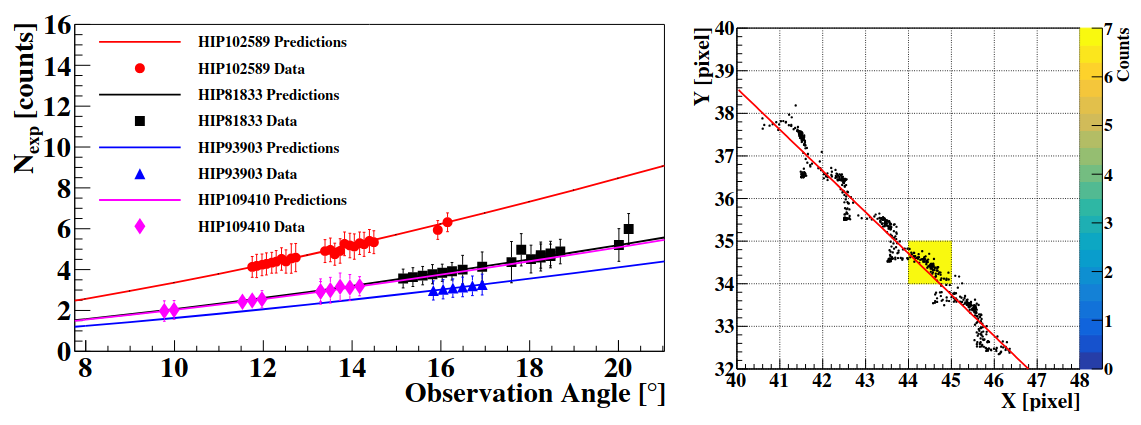 N_exp [counts]
16
14
12
10
8
6
4
2
0
HIP102589 Predictions
HIP102589 Data
HIP81833 Predictions
HIP81833 Data
HIP93903 Predictions
HIP93903 Data
HIP109410 Predictions
HIP109410 Data
8 10 12 14 16 18 20
Observation Angle [°]
Y [pixel]
40
39
38
37
36
35
34
33
32
40 41 42 43 44 45 46 47 48
X [pixel]
7
6
5
4
3
2
1
0
Counts